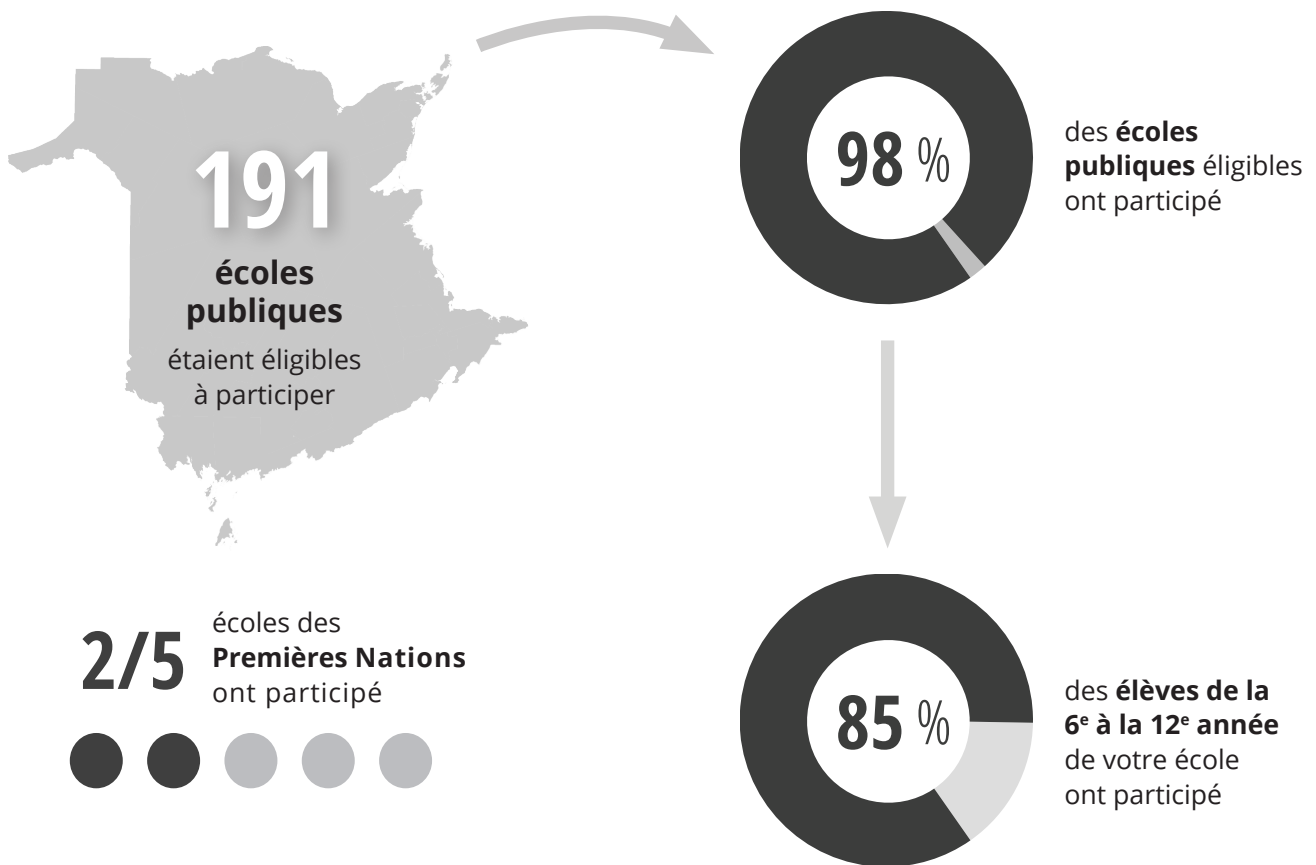 191
écoles
publiques
étaient éligibles
à participer
98 %
des écoles
publiques éligibles
ont participé
2/5
écoles des
Premières Nations
ont participé
85 %
des élèves de la
6e à la 12e année
de votre école
ont participé